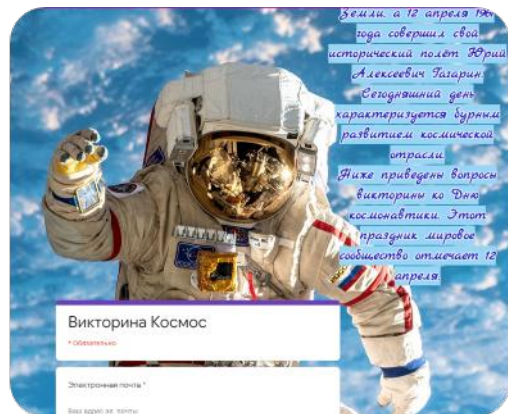 Земли, а 12 апреля 1961
года совершил свой
исторический полёт Юрий
Алексеевич Гагарин.
Сегодняшний день
характеризуется бурным
развитием космической
отрасли
Ниже приведены вопросы
викторины ко Дню
космонавтики. Этот
праздник мировое
сообщество отмечает 12
апреля.
Викторина Космос
* Обязательно
Электронная почта *
Ваш адрес эл. почты